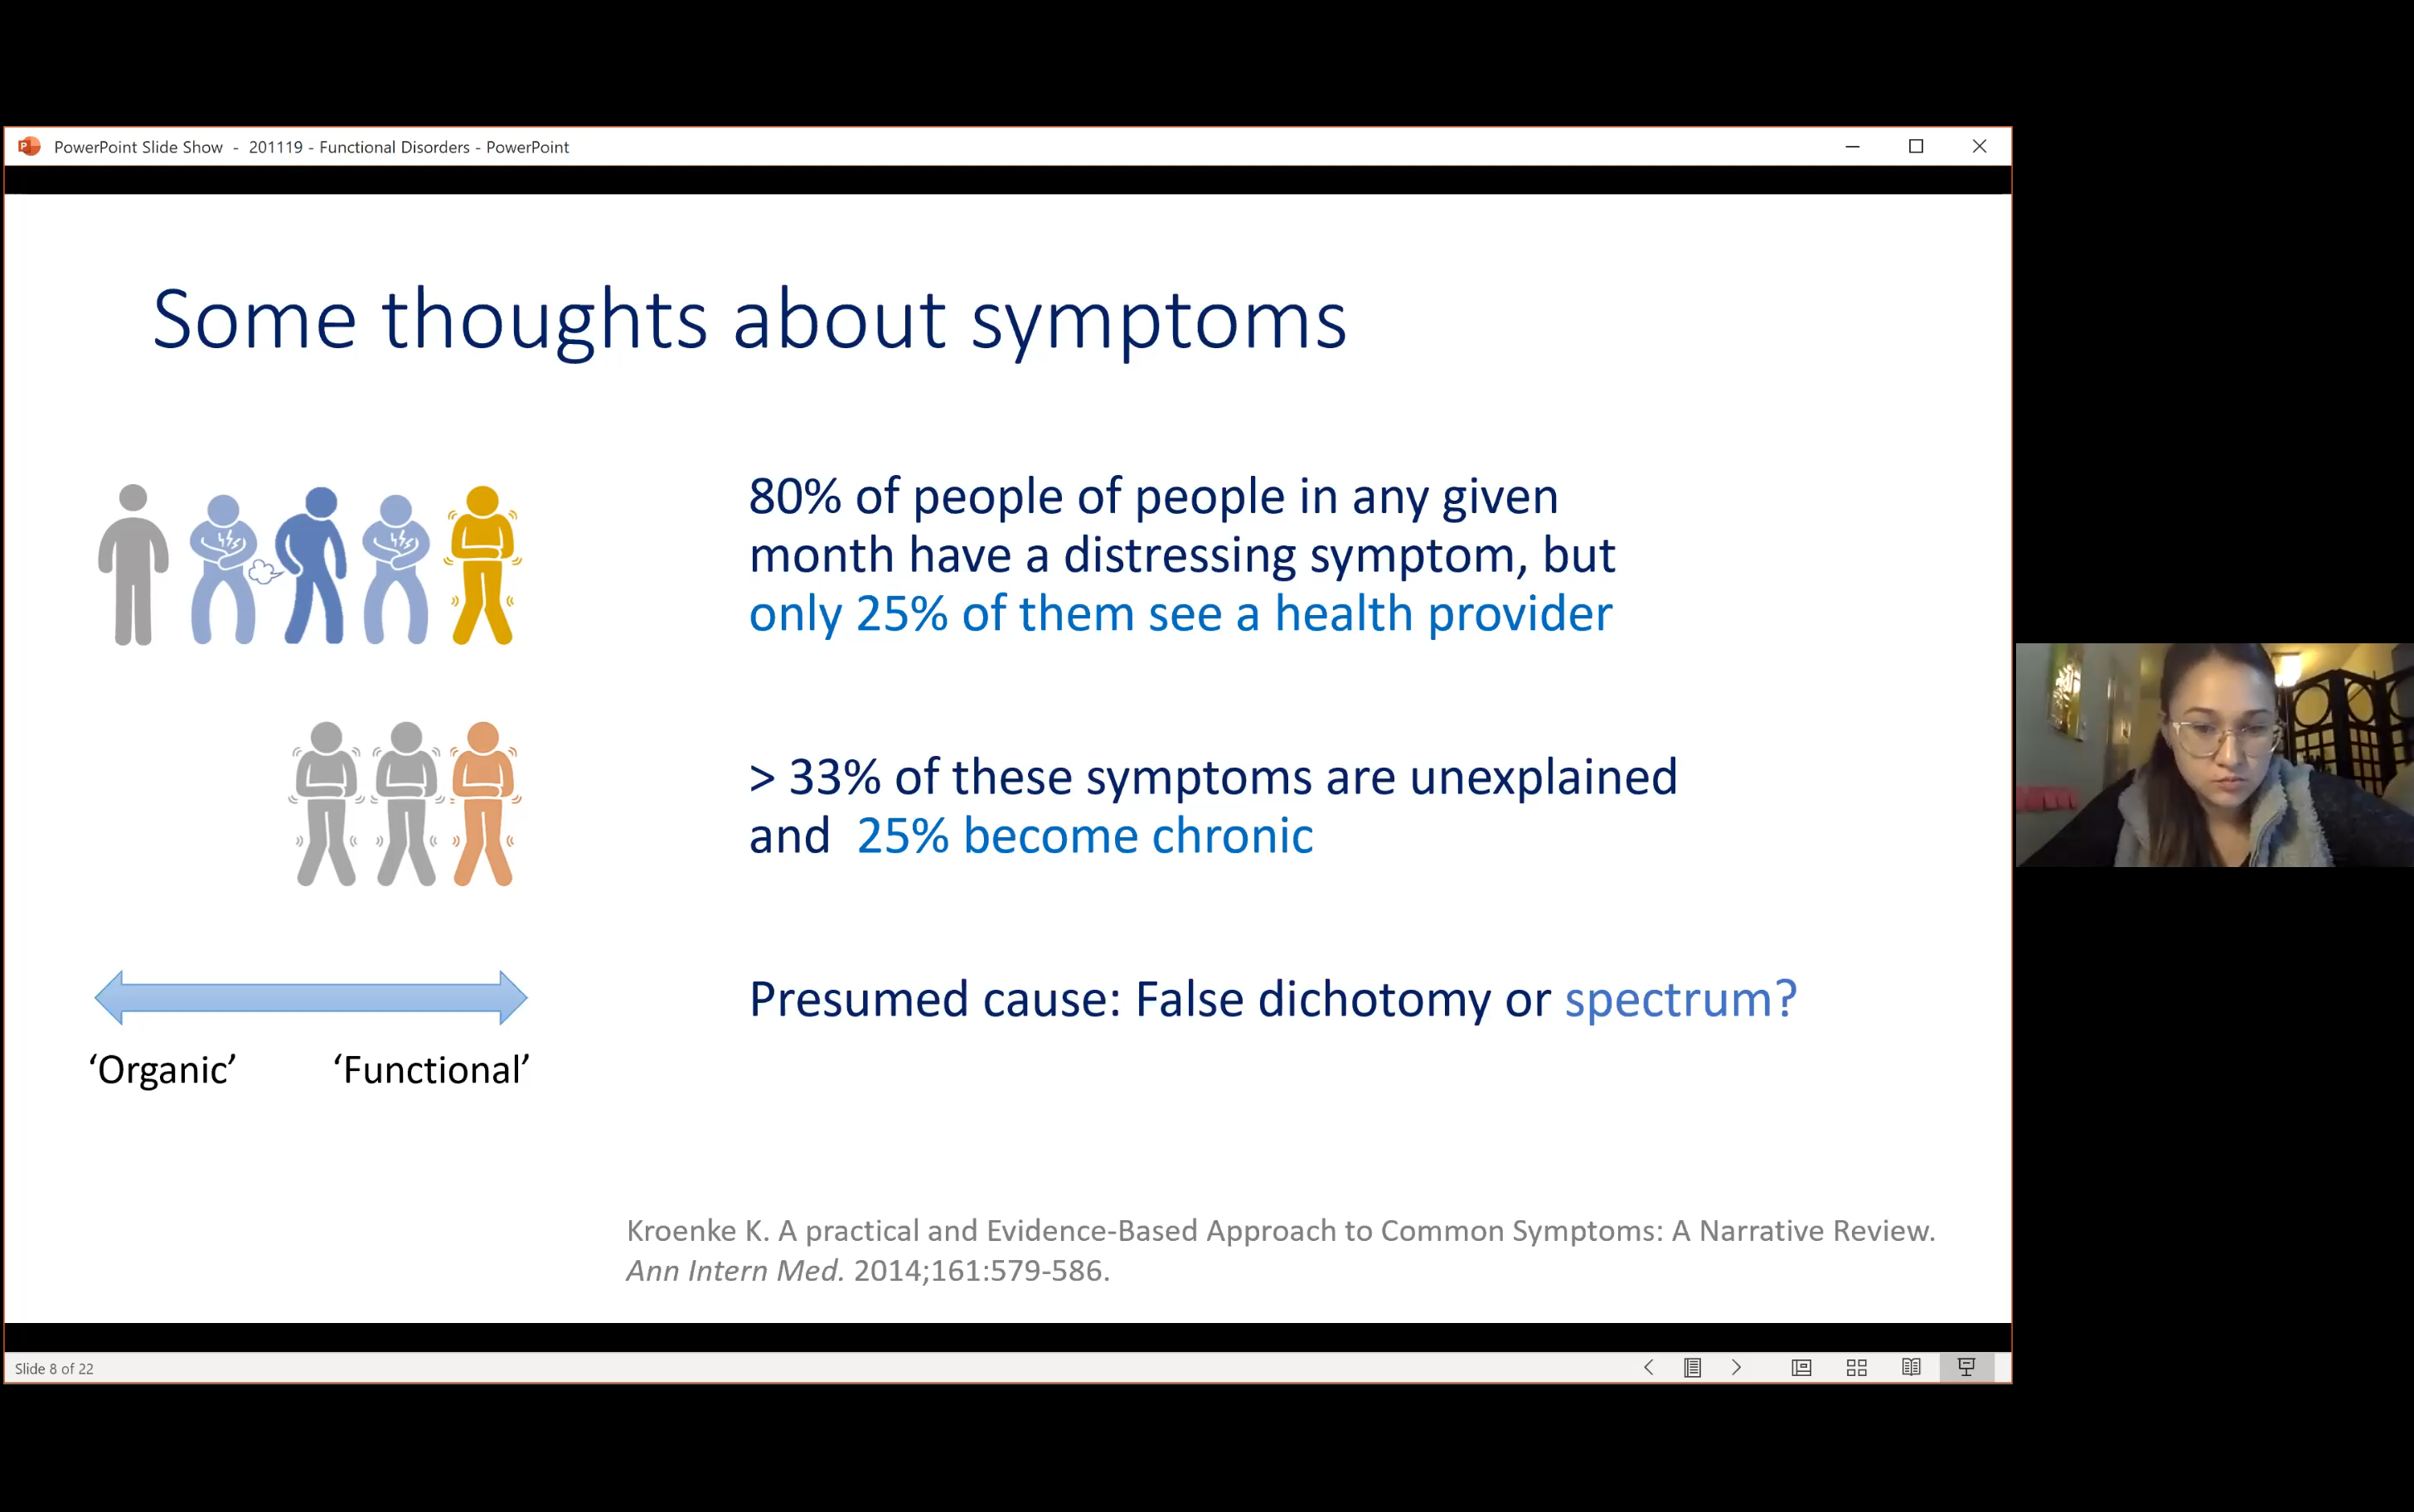 PowerPoint Slide Show - 201119 - Functional Disorders - PowerPoint
Some thoughts about symptoms
80% of people of people in any given
month have a distressing symptom, but
only 25% of them see a health provider
> 33% of these symptoms are unexplained
and 25% become chronic
Presumed cause: False dichotomy or spectrum?
‘Organic’ ‘Functional’
Kroenke K. A practical and Evidence-Based Approach to Common Symptoms: A Narrative Review.
Ann Intern Med. 2014;161:579-586.
Slide 8 of 22